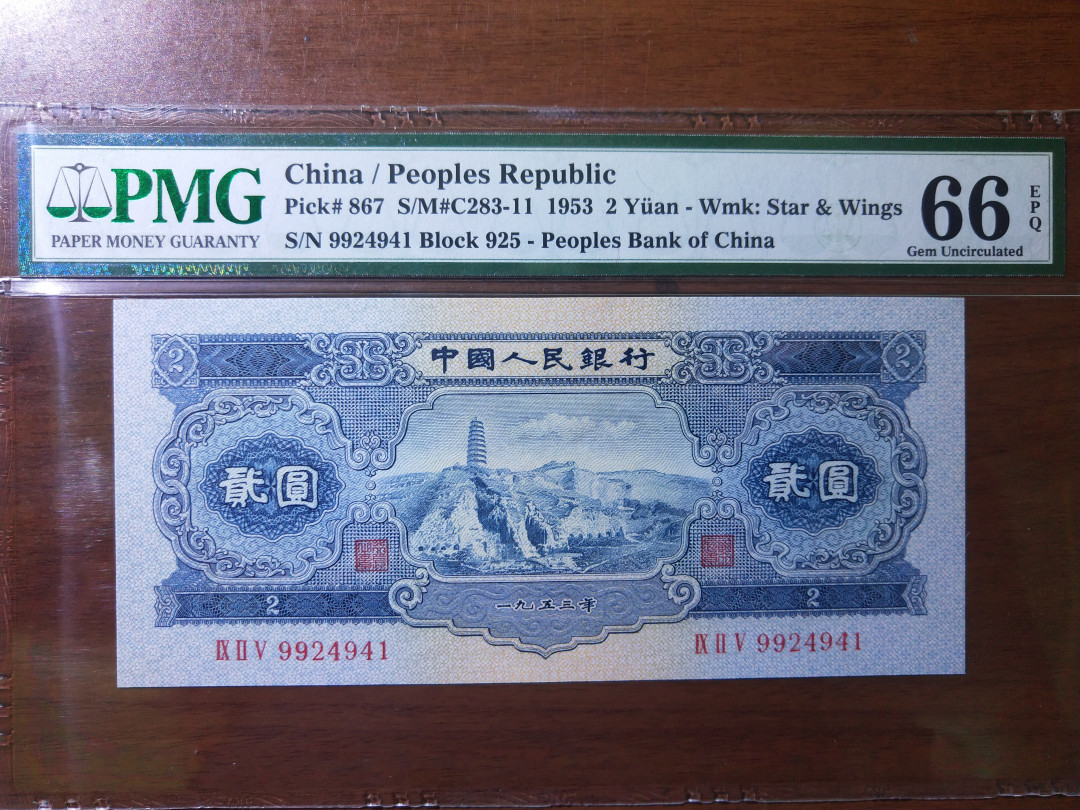 PMG
PAPER MONEY GUARANTY
China / Peoples Republic
Pick# 867 S/M#C283-11 1953 2 Yüan - Wmk: Star & Wings
S/N 9924941 Block 925 - Peoples Bank of China
66
EPQ
Gem Uncirculated
2
中國人民銀行
2
貳圓
貳圓
2
一九五三年
2
IX II V 9924941
IX II V 9924941